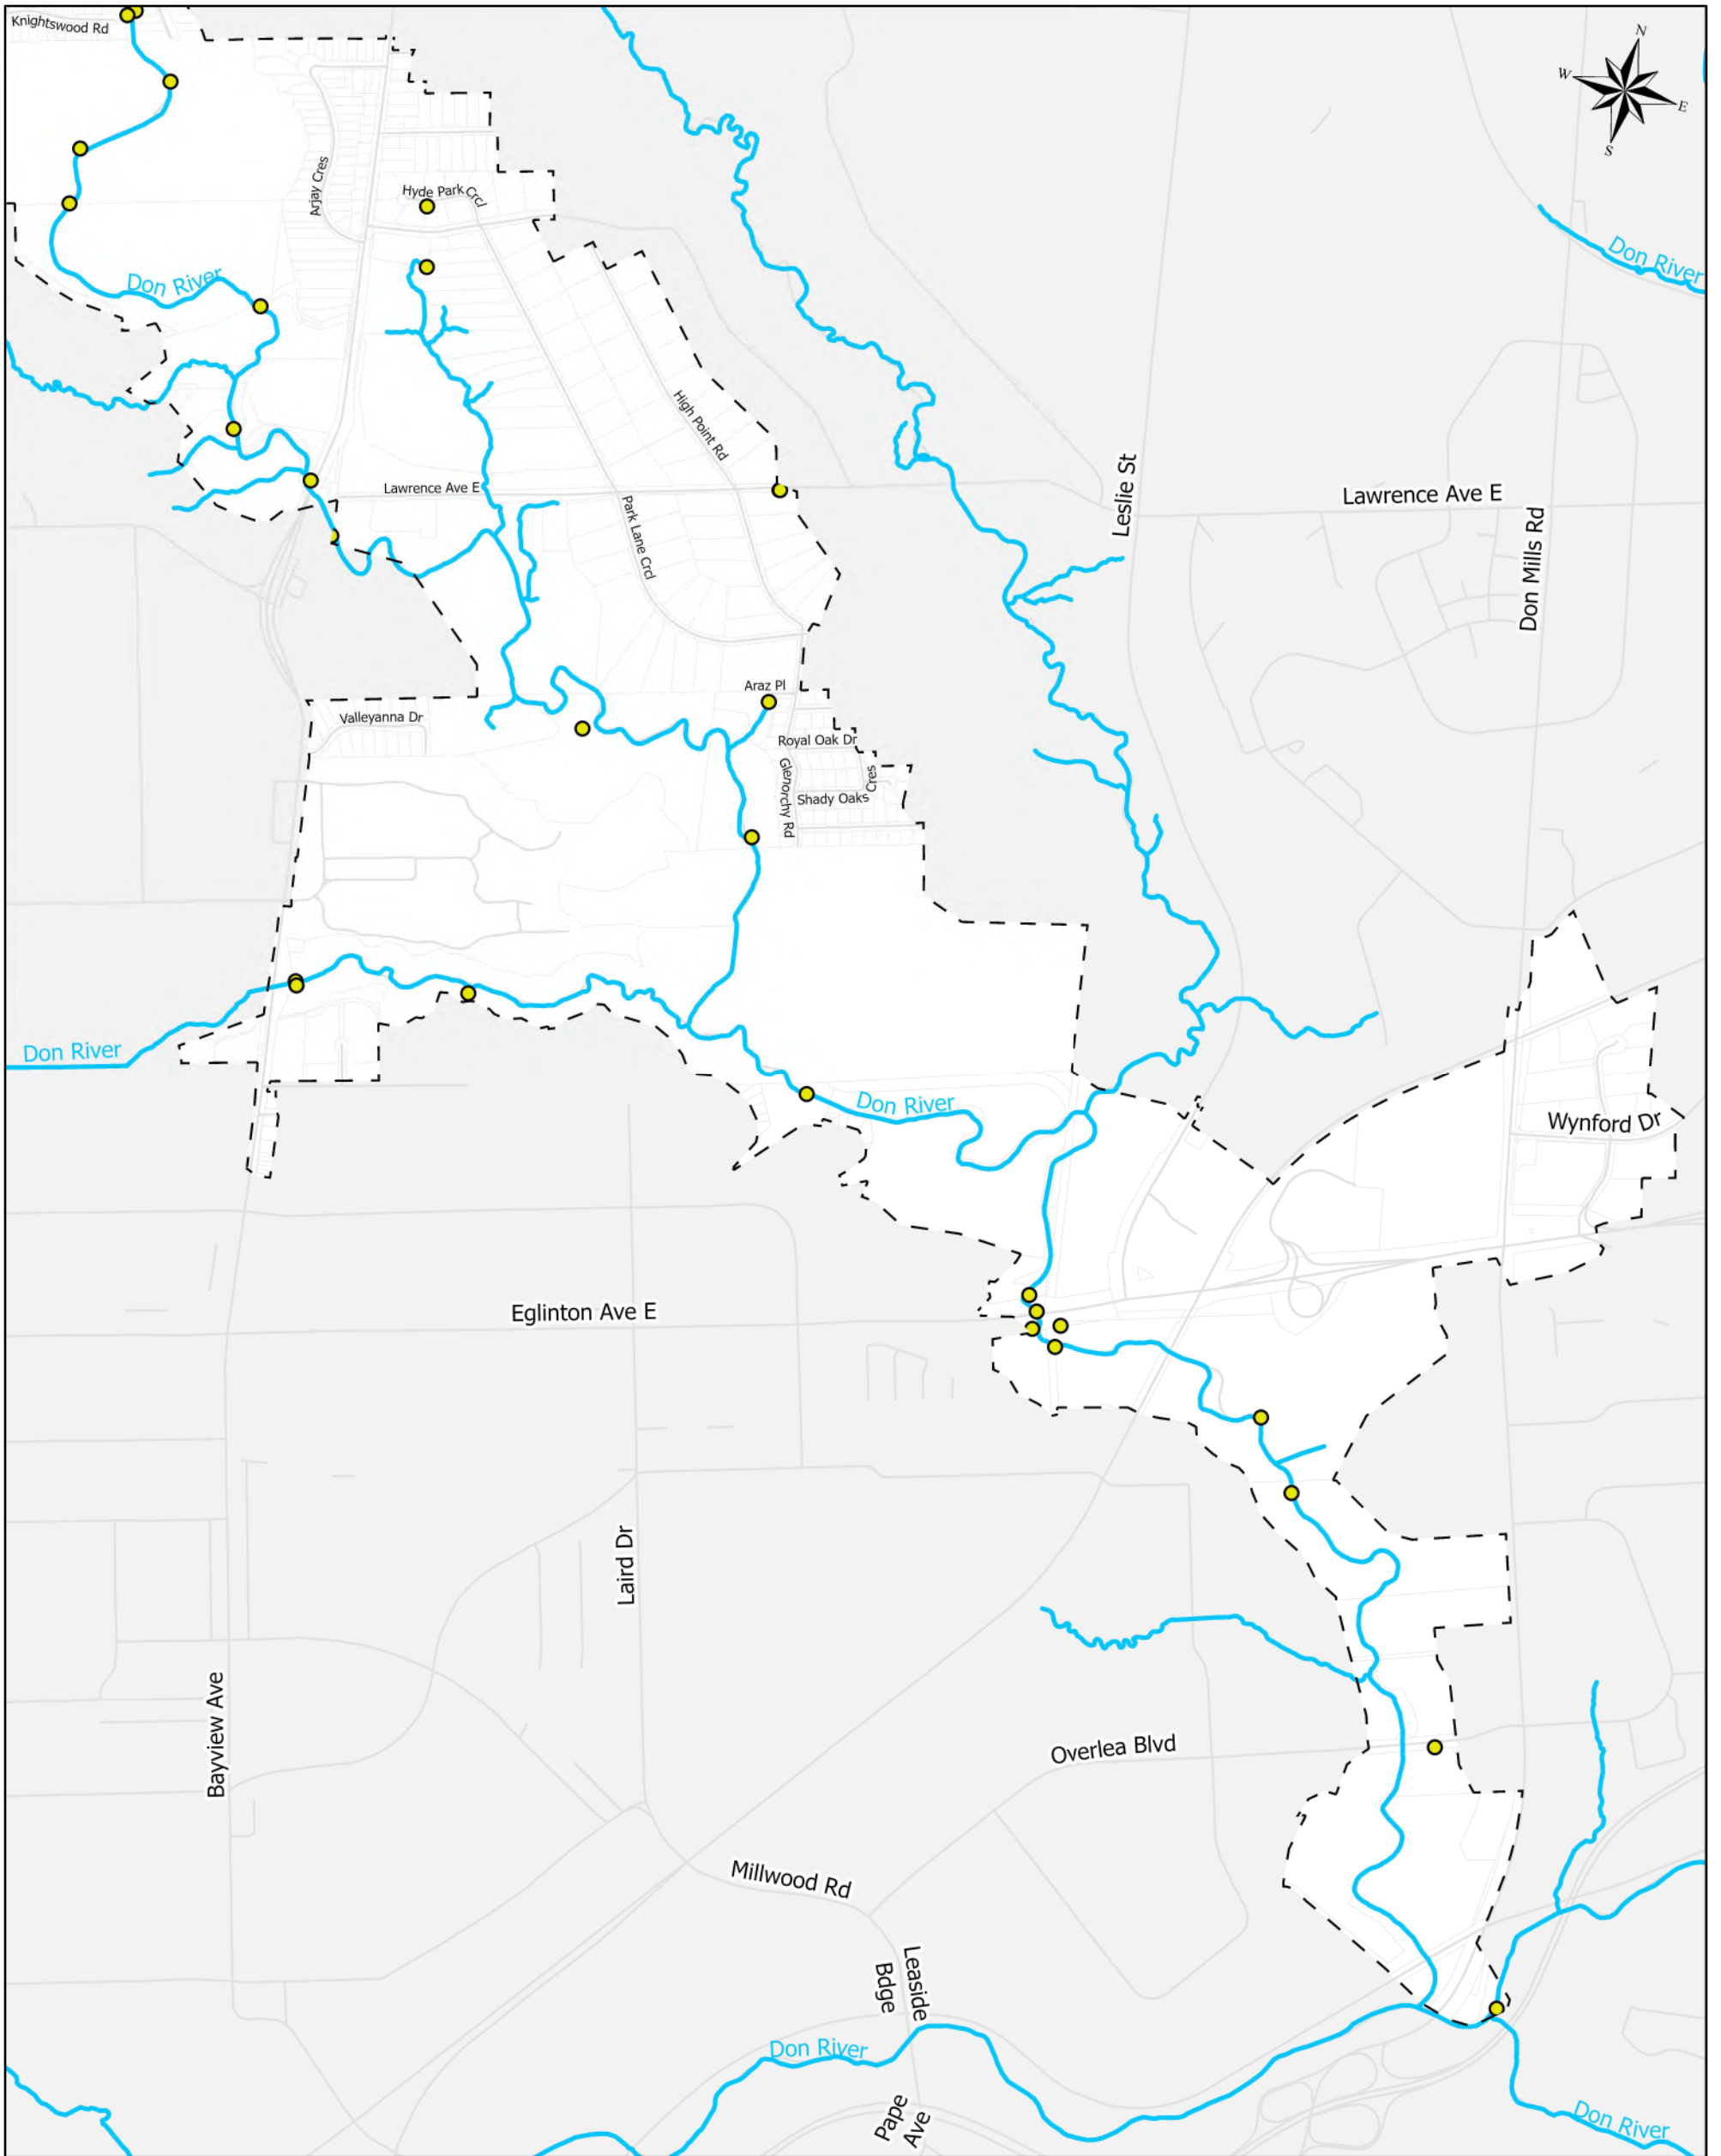 Knightswood Rd
N
W
E
S
Arjay Cres
Hyde Park Crcl
Don River
Don River
High Point Rd
Lawrence Ave E
Park Lane Crcl
Leslie St
Lawrence Ave E
Don Mills Rd
Araz Pl
Valleyanna Dr
Royal Oak Dr
Glenorchy Rd
Shady Oaks Cres
Don River
Don River
Wynford Dr
Eglinton Ave E
Laird Dr
Bayview Ave
Overlea Blvd
Millwood Rd
Leaside
Bdge
Don River
Pape
Ave
Don River